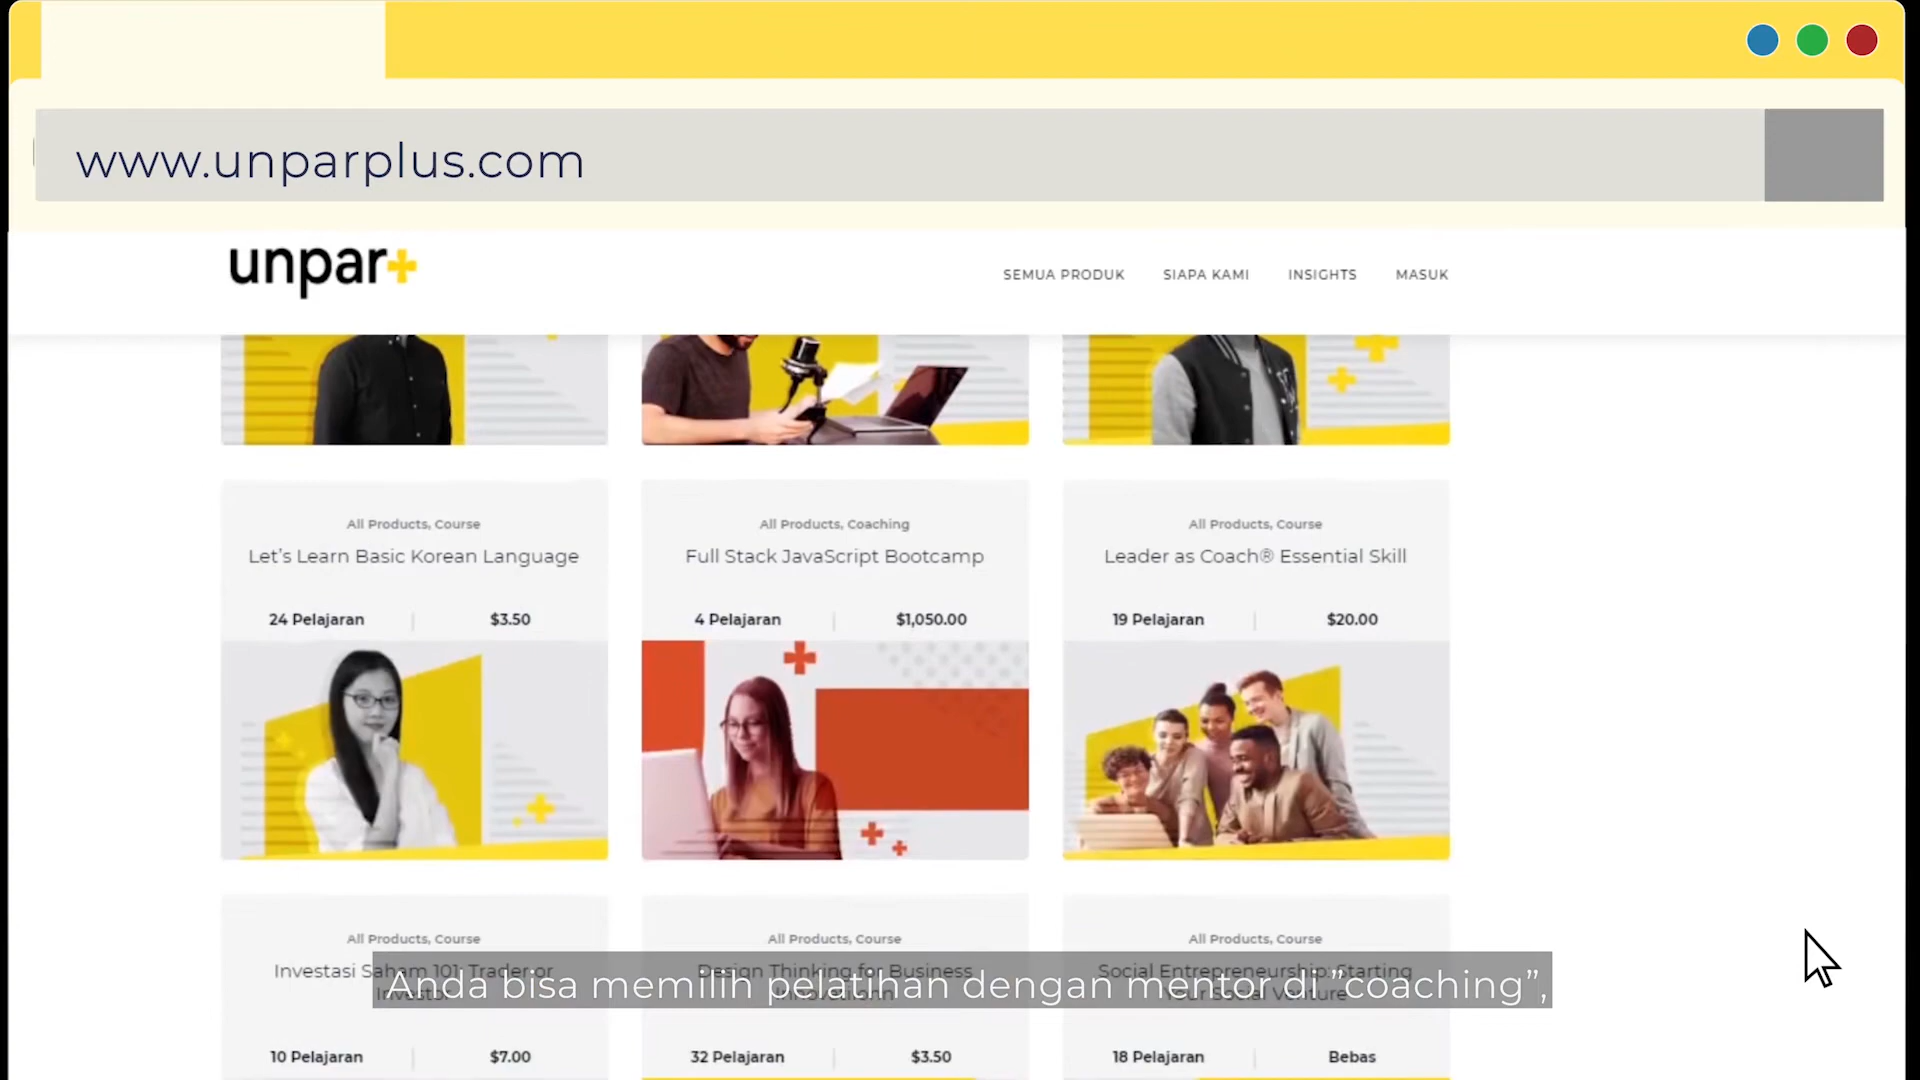 www.unparplus.com
unpar+
SEMUA PRODUK SIAPA KAMI INSIGHTS MASUK
All Products, Course
Let's Learn Basic Korean Language
24 Pelajaran $3.50
All Products, Coaching
Full Stack JavaScript Bootcamp
4 Pelajaran $1,050.00
All Products, Course
Leader as Coach® Essential Skill
19 Pelajaran $20.00
All Products, Course
Investasi Saham 101: Trader or
Investor
10 Pelajaran $7.00
All Products, Course
Design Thinking for Business
32 Pelajaran $3.50
All Products, Course
Social Entrepreneurship: Starting
Your Social Venture
18 Pelajaran Bebas
Anda bisa memilih pelatihan dengan mentor di "coaching",